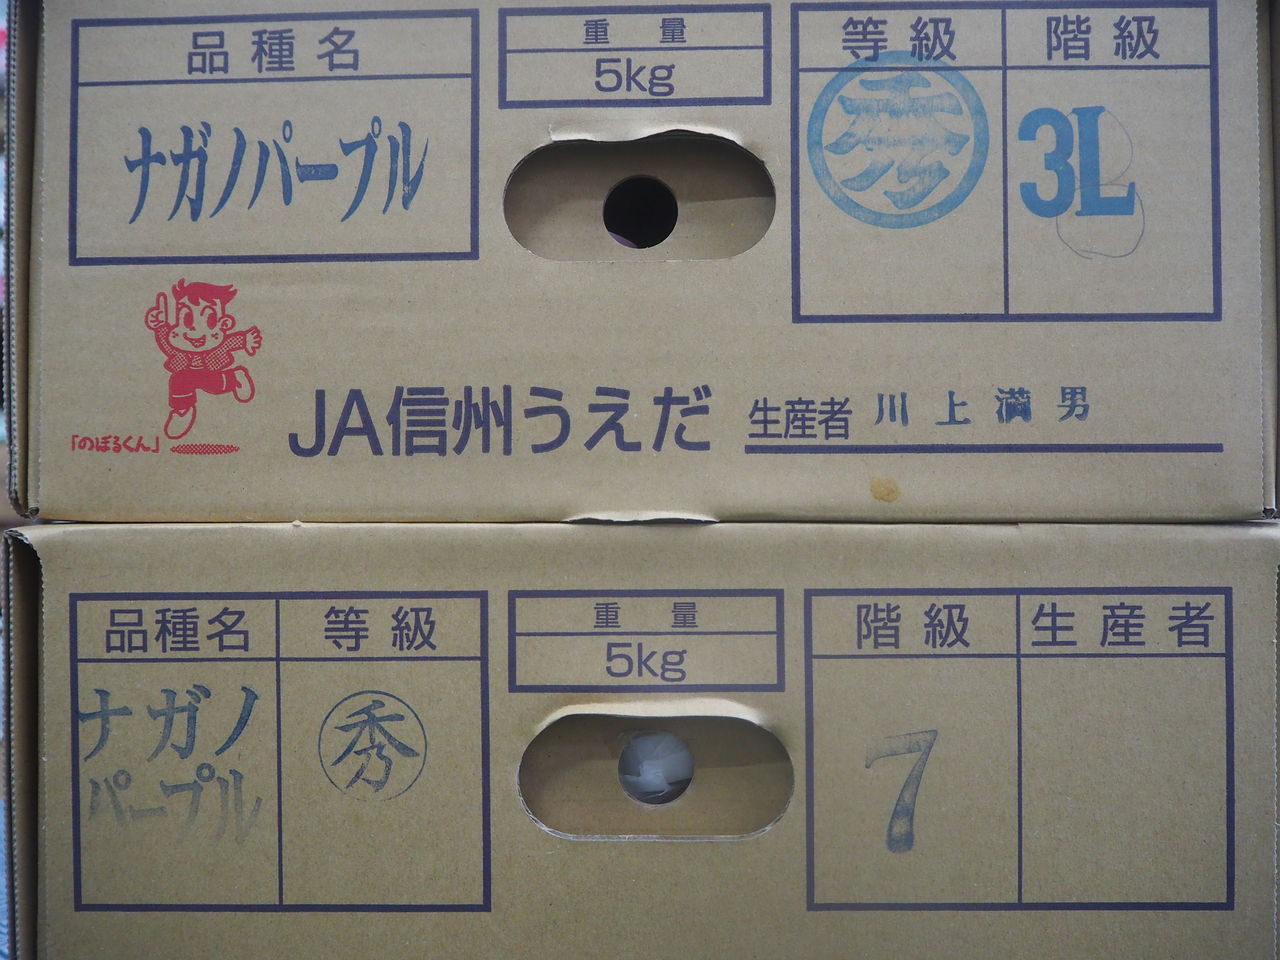 品種名
ナガノパープル
重量
5kg
等級
秀
階級
3L
「のぼるくん」
JA信州うえだ
生産者 川上満男
品種名
ナガノ
パープル
等級
秀
重量
5kg
階級
7
生産者